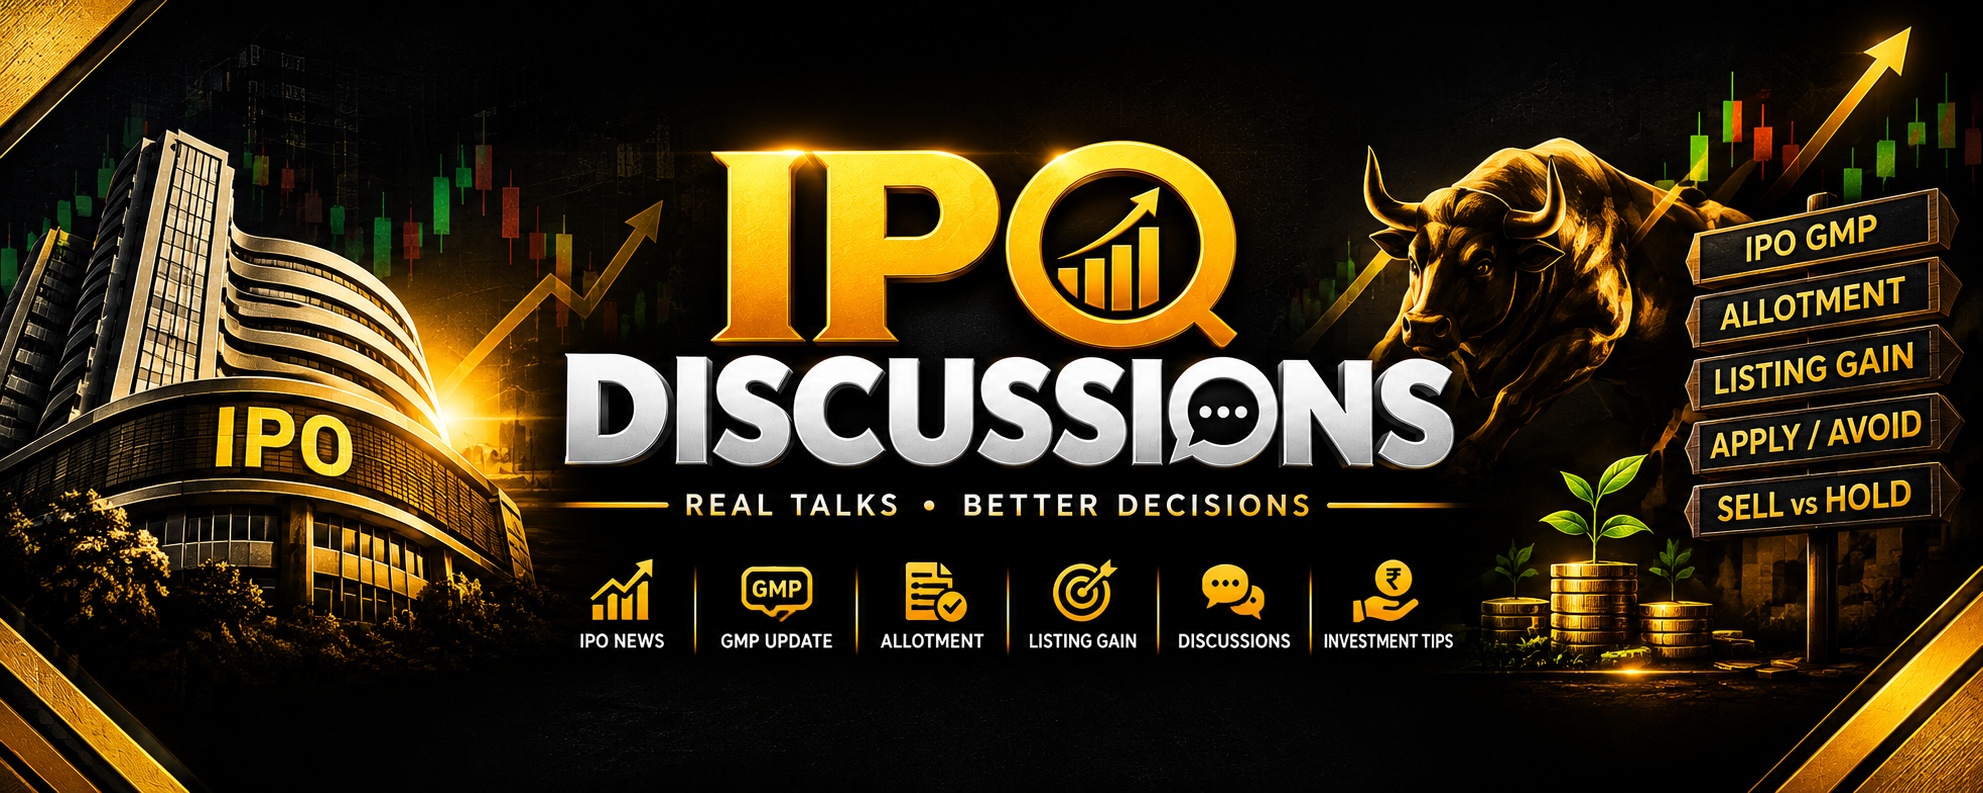 IPO
DISCUSSIONS
REAL TALKS • BETTER DECISIONS
IPO
IPO GMP
ALLOTMENT
LISTING GAIN
APPLY / AVOID
SELL vs HOLD
GMP
₹
IPO NEWS
GMP UPDATE
ALLOTMENT
LISTING GAIN
DISCUSSIONS
INVESTMENT TIPS